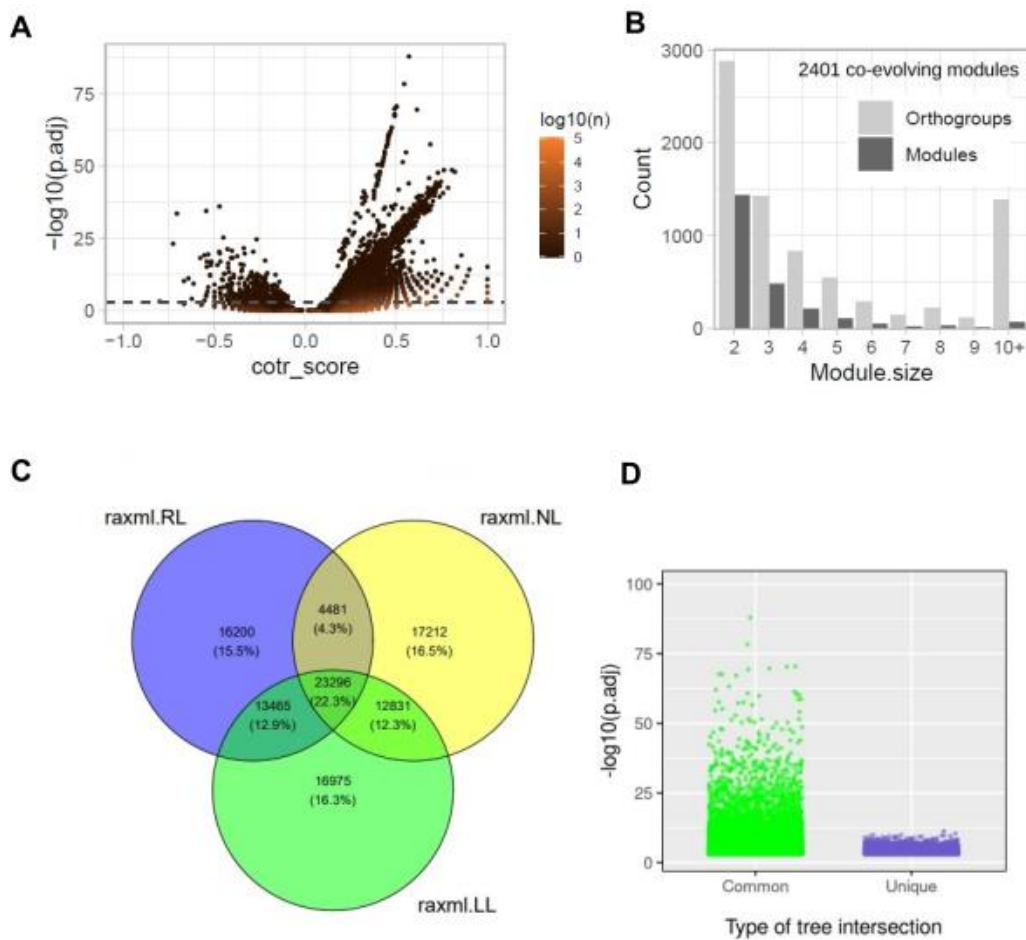 A
−log10(p.adj)
75
50
25
0
−1.0 −0.5 0.0 0.5 1.0
cotr_score
log10(n)
5
4
3
2
1
0
B
Count
3000
2000
1000
0
2401 co-evolving modules
Orthogroups
Modules
2 3 4 5 6 7 8 9 10+
Module.size
C
raxml.RL
raxml.NL
4481
(4.3%)
16200
(15.5%)
17212
(16.5%)
23296
(22.3%)
13465
(12.9%)
12831
(12.3%)
16975
(16.3%)
raxml.LL
D
-log10(p.adj)
100
75
50
25
0
Common Unique
Type of tree intersection